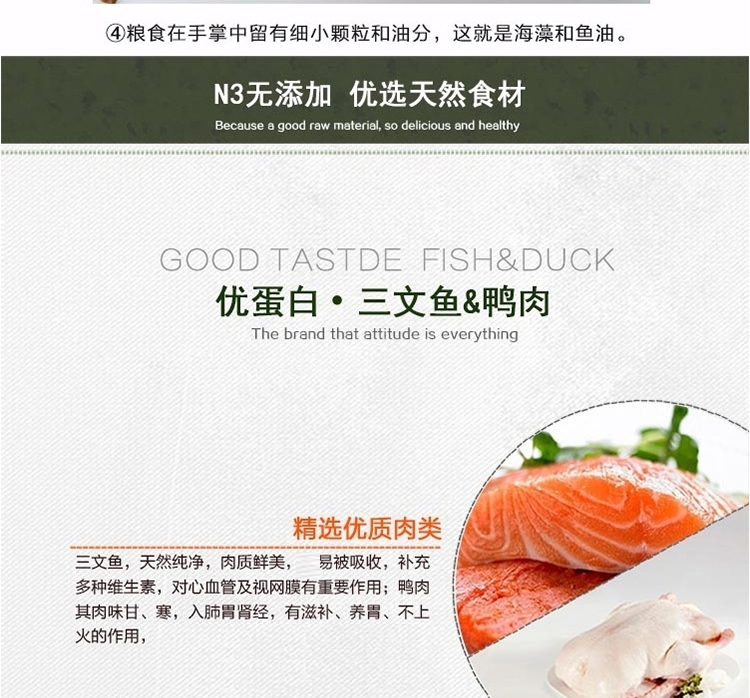 ④粮食在手掌中留有细小颗粒和油分，这就是海藻和鱼油。
N3无添加 优选天然食材
Because a good raw material, so delicious and healthy
GOOD TASTDE FISH&DUCK
优蛋白·三文鱼&鸭肉
The brand that attitude is everything
精选优质肉类
三文鱼，天然纯净，肉质鲜美， 易被吸收，补充
多种维生素，对心血管及视网膜有重要作用；鸭肉
其肉味甘、寒，入肺胃肾经，有滋补、养胃、不上
火的作用，